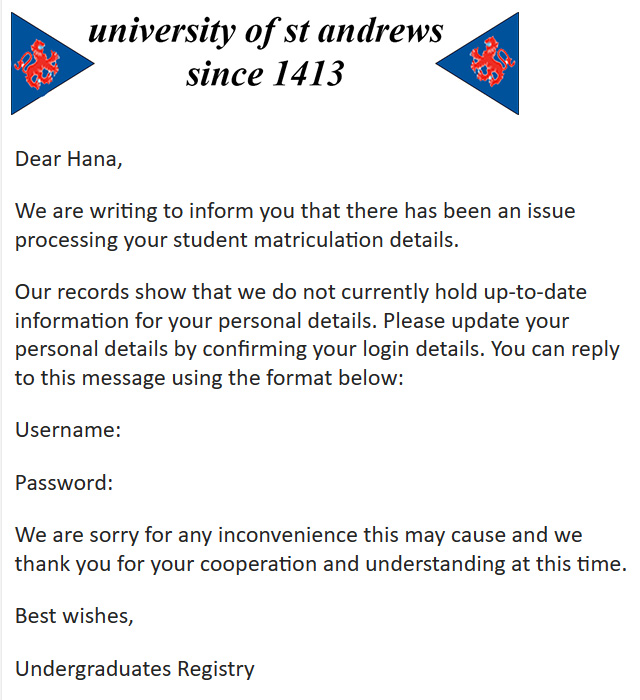 university of st andrews
since 1413
Dear Hana,
We are writing to inform you that there has been an issue
processing your student matriculation details.
Our records show that we do not currently hold up-to-date
information for your personal details. Please update your
personal details by confirming your login details. You can reply
to this message using the format below:
Username:
Password:
We are sorry for any inconvenience this may cause and we
thank you for your cooperation and understanding at this time.
Best wishes,
Undergraduates Registry